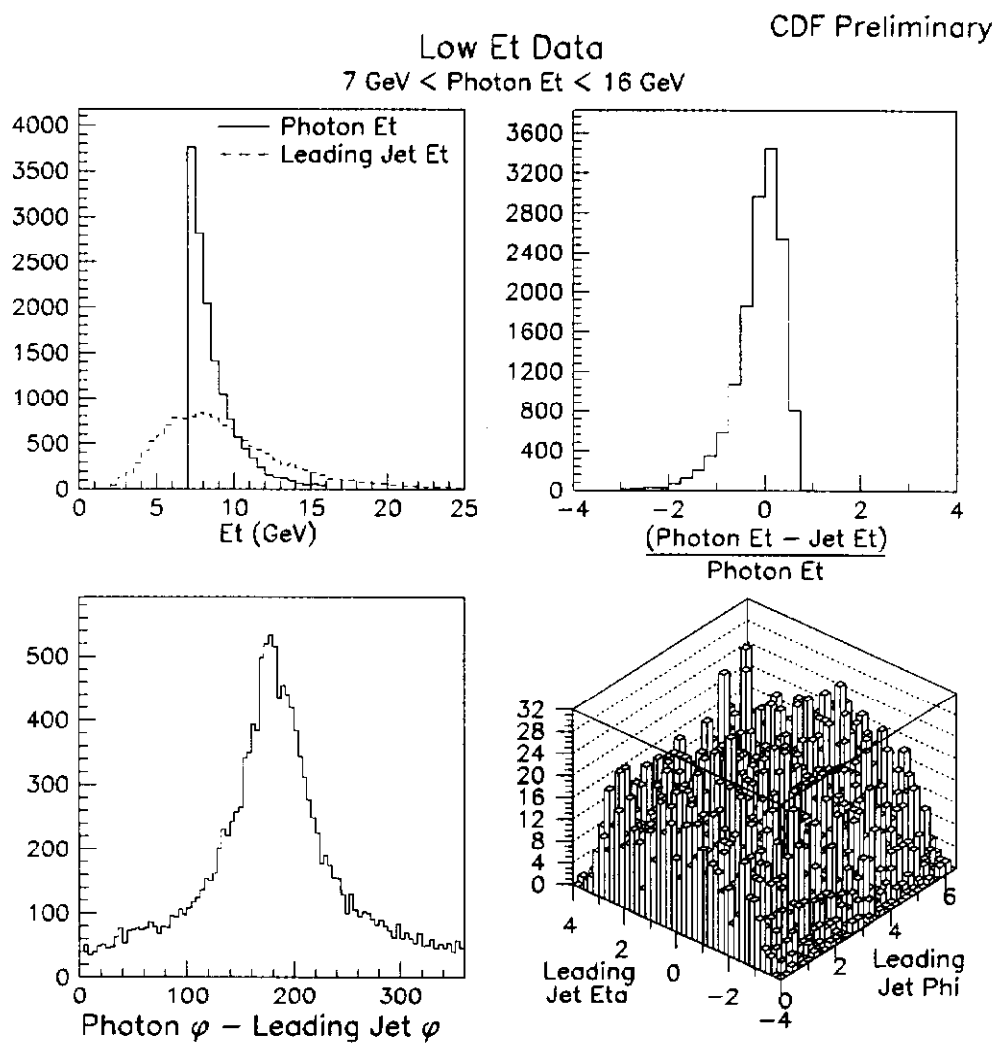 CDF Preliminary
Low Et Data
7 GeV < Photon Et < 16 GeV
Photon Et
Leading Jet Et
4000
3500
3000
2500
2000
1500
1000
500
0
0 5 10 15 20 25
Et (GeV)
3600
3200
2800
2400
2000
1600
1200
800
400
0
−4 −2 0 2 4
(Photon Et − Jet Et)
Photon Et
500
400
300
200
100
0
0 100 200 300
Photon φ − Leading Jet φ
32
28
24
20
16
12
8
4
0
4 2 0 −2 −4
Leading
Jet Eta
0 2 4 6
Leading
Jet Phi